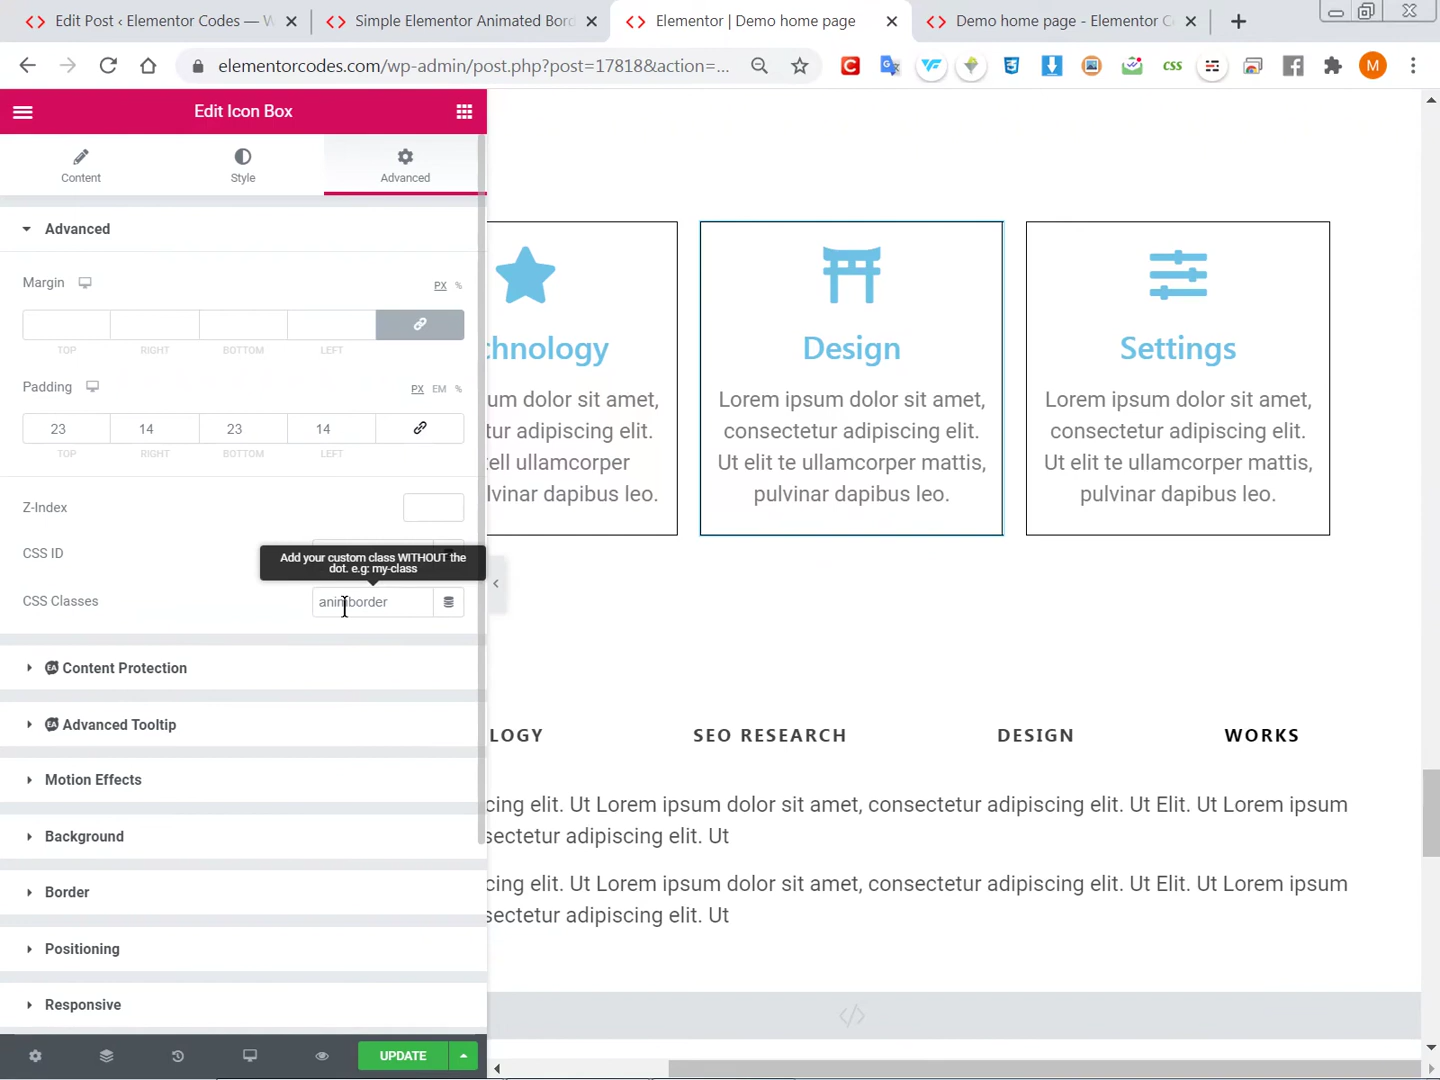 Edit Post ‹ Elementor Codes — W
Simple Elementor Animated Bord
Elementor | Demo home page
Demo home page - Elementor C
elementorcodes.com/wp-admin/post.php?post=17818&action=...
css
M
Edit Icon Box
Content
Style
Advanced
Advanced
Margin
PX %
TOP RIGHT BOTTOM LEFT
Padding
PX EM %
23 14 23 14
TOP RIGHT BOTTOM LEFT
Z-Index
CSS ID
Add your custom class WITHOUT the
dot. e.g: my-class
CSS Classes
EA Content Protection
EA Advanced Tooltip
Motion Effects
Background
Border
Positioning
Responsive
UPDATE
chnology
um dolor sit amet,
tur adipiscing elit.
tell ullamcorper
lvinar dapibus leo.
Design
Lorem ipsum dolor sit amet,
consectetur adipiscing elit.
Ut elit te ullamcorper mattis,
pulvinar dapibus leo.
Settings
Lorem ipsum dolor sit amet,
consectetur adipiscing elit.
Ut elit te ullamcorper mattis,
pulvinar dapibus leo.
LOGY
SEO RESEARCH
DESIGN
WORKS
cing elit. Ut Lorem ipsum dolor sit amet, consectetur adipiscing elit. Ut Elit. Ut Lorem ipsum
sectetur adipiscing elit. Ut
cing elit. Ut Lorem ipsum dolor sit amet, consectetur adipiscing elit. Ut Elit. Ut Lorem ipsum
sectetur adipiscing elit. Ut